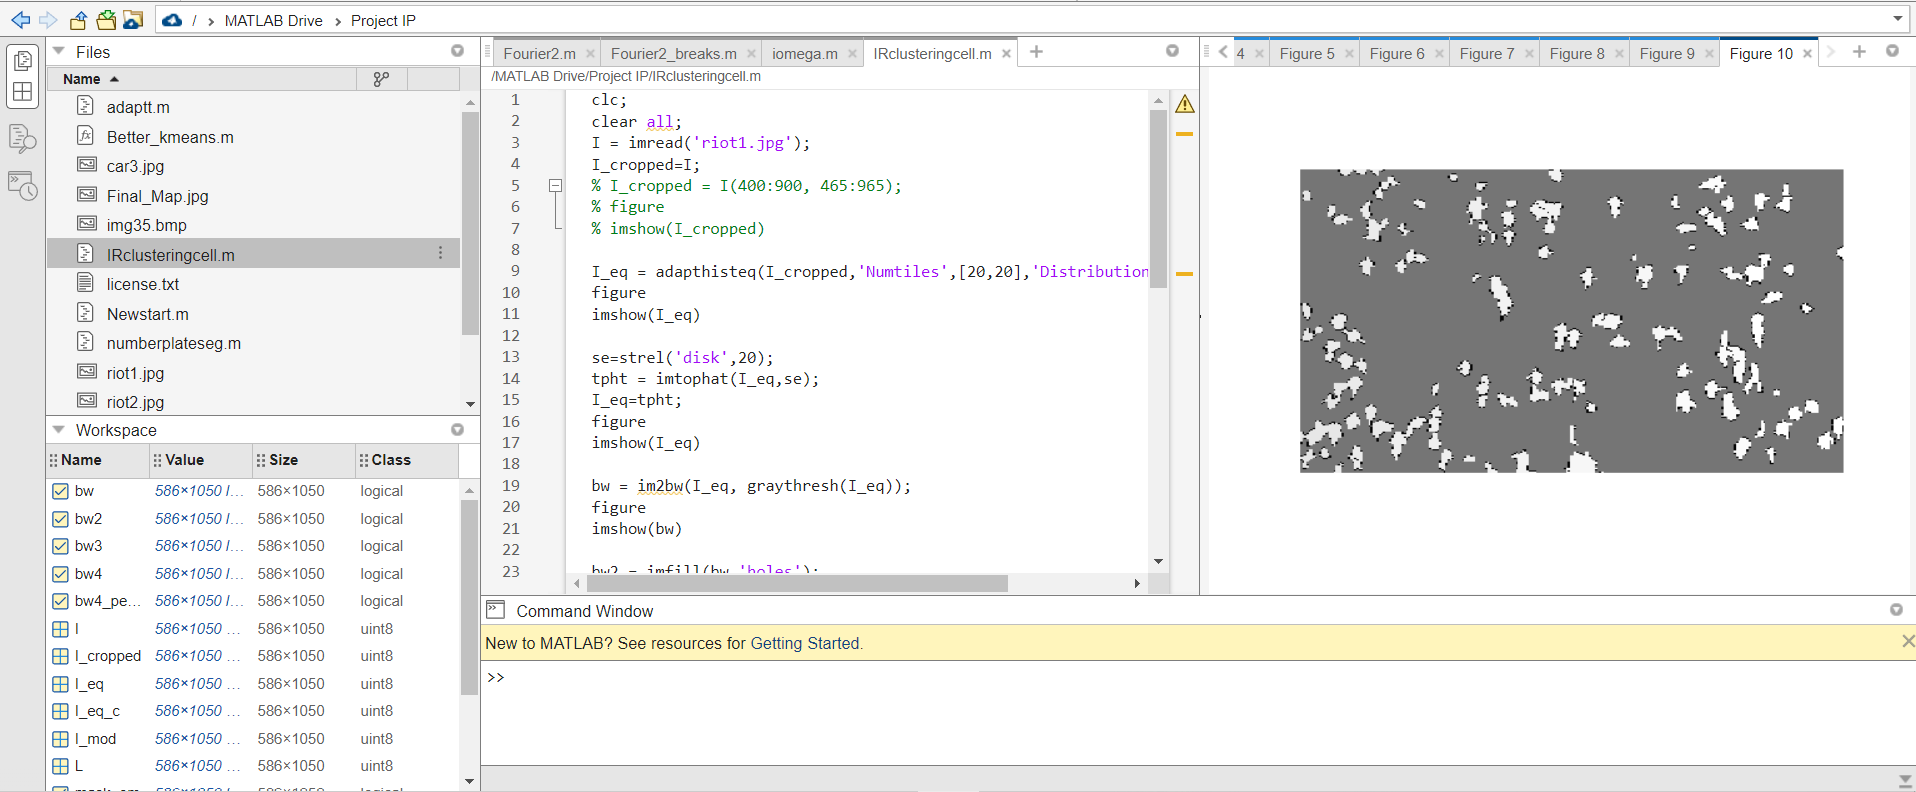 / › MATLAB Drive › Project IP
Files
Name
adaptt.m
Better_kmeans.m
car3.jpg
Final_Map.jpg
img35.bmp
IRclusteringcell.m
license.txt
Newstart.m
numberplateseg.m
riot1.jpg
riot2.jpg
Workspace
Name Value Size Class
bw 586×1050 l... 586×1050 logical
bw2 586×1050 l... 586×1050 logical
bw3 586×1050 l... 586×1050 logical
bw4 586×1050 l... 586×1050 logical
bw4_pe... 586×1050 l... 586×1050 logical
I 586×1050 ... 586×1050 uint8
I_cropped 586×1050 ... 586×1050 uint8
I_eq 586×1050 ... 586×1050 uint8
I_eq_c 586×1050 ... 586×1050 uint8
I_mod 586×1050 ... 586×1050 uint8
L 586×1050 ... 586×1050 uint8
Fourier2.m Fourier2_breaks.m iomega.m IRclusteringcell.m
/MATLAB Drive/Project IP/IRclusteringcell.m
1 clc;
2 clear all;
3 I = imread('riot1.jpg');
4 I_cropped=I;
5 % I_cropped = I(400:900, 465:965);
6 % figure
7 % imshow(I_cropped)
8
9 I_eq = adapthisteq(I_cropped,'Numtiles',[20,20],'Distribution
10 figure
11 imshow(I_eq)
12
13 se=strel('disk',20);
14 tpht = imtophat(I_eq,se);
15 I_eq=tpht;
16 figure
17 imshow(I_eq)
18
19 bw = im2bw(I_eq, graythresh(I_eq));
20 figure
21 imshow(bw)
22
23 bw2 = imfill(bw,'holes');
4 Figure 5 Figure 6 Figure 7 Figure 8 Figure 9 Figure 10
Command Window
New to MATLAB? See resources for Getting Started.
>>